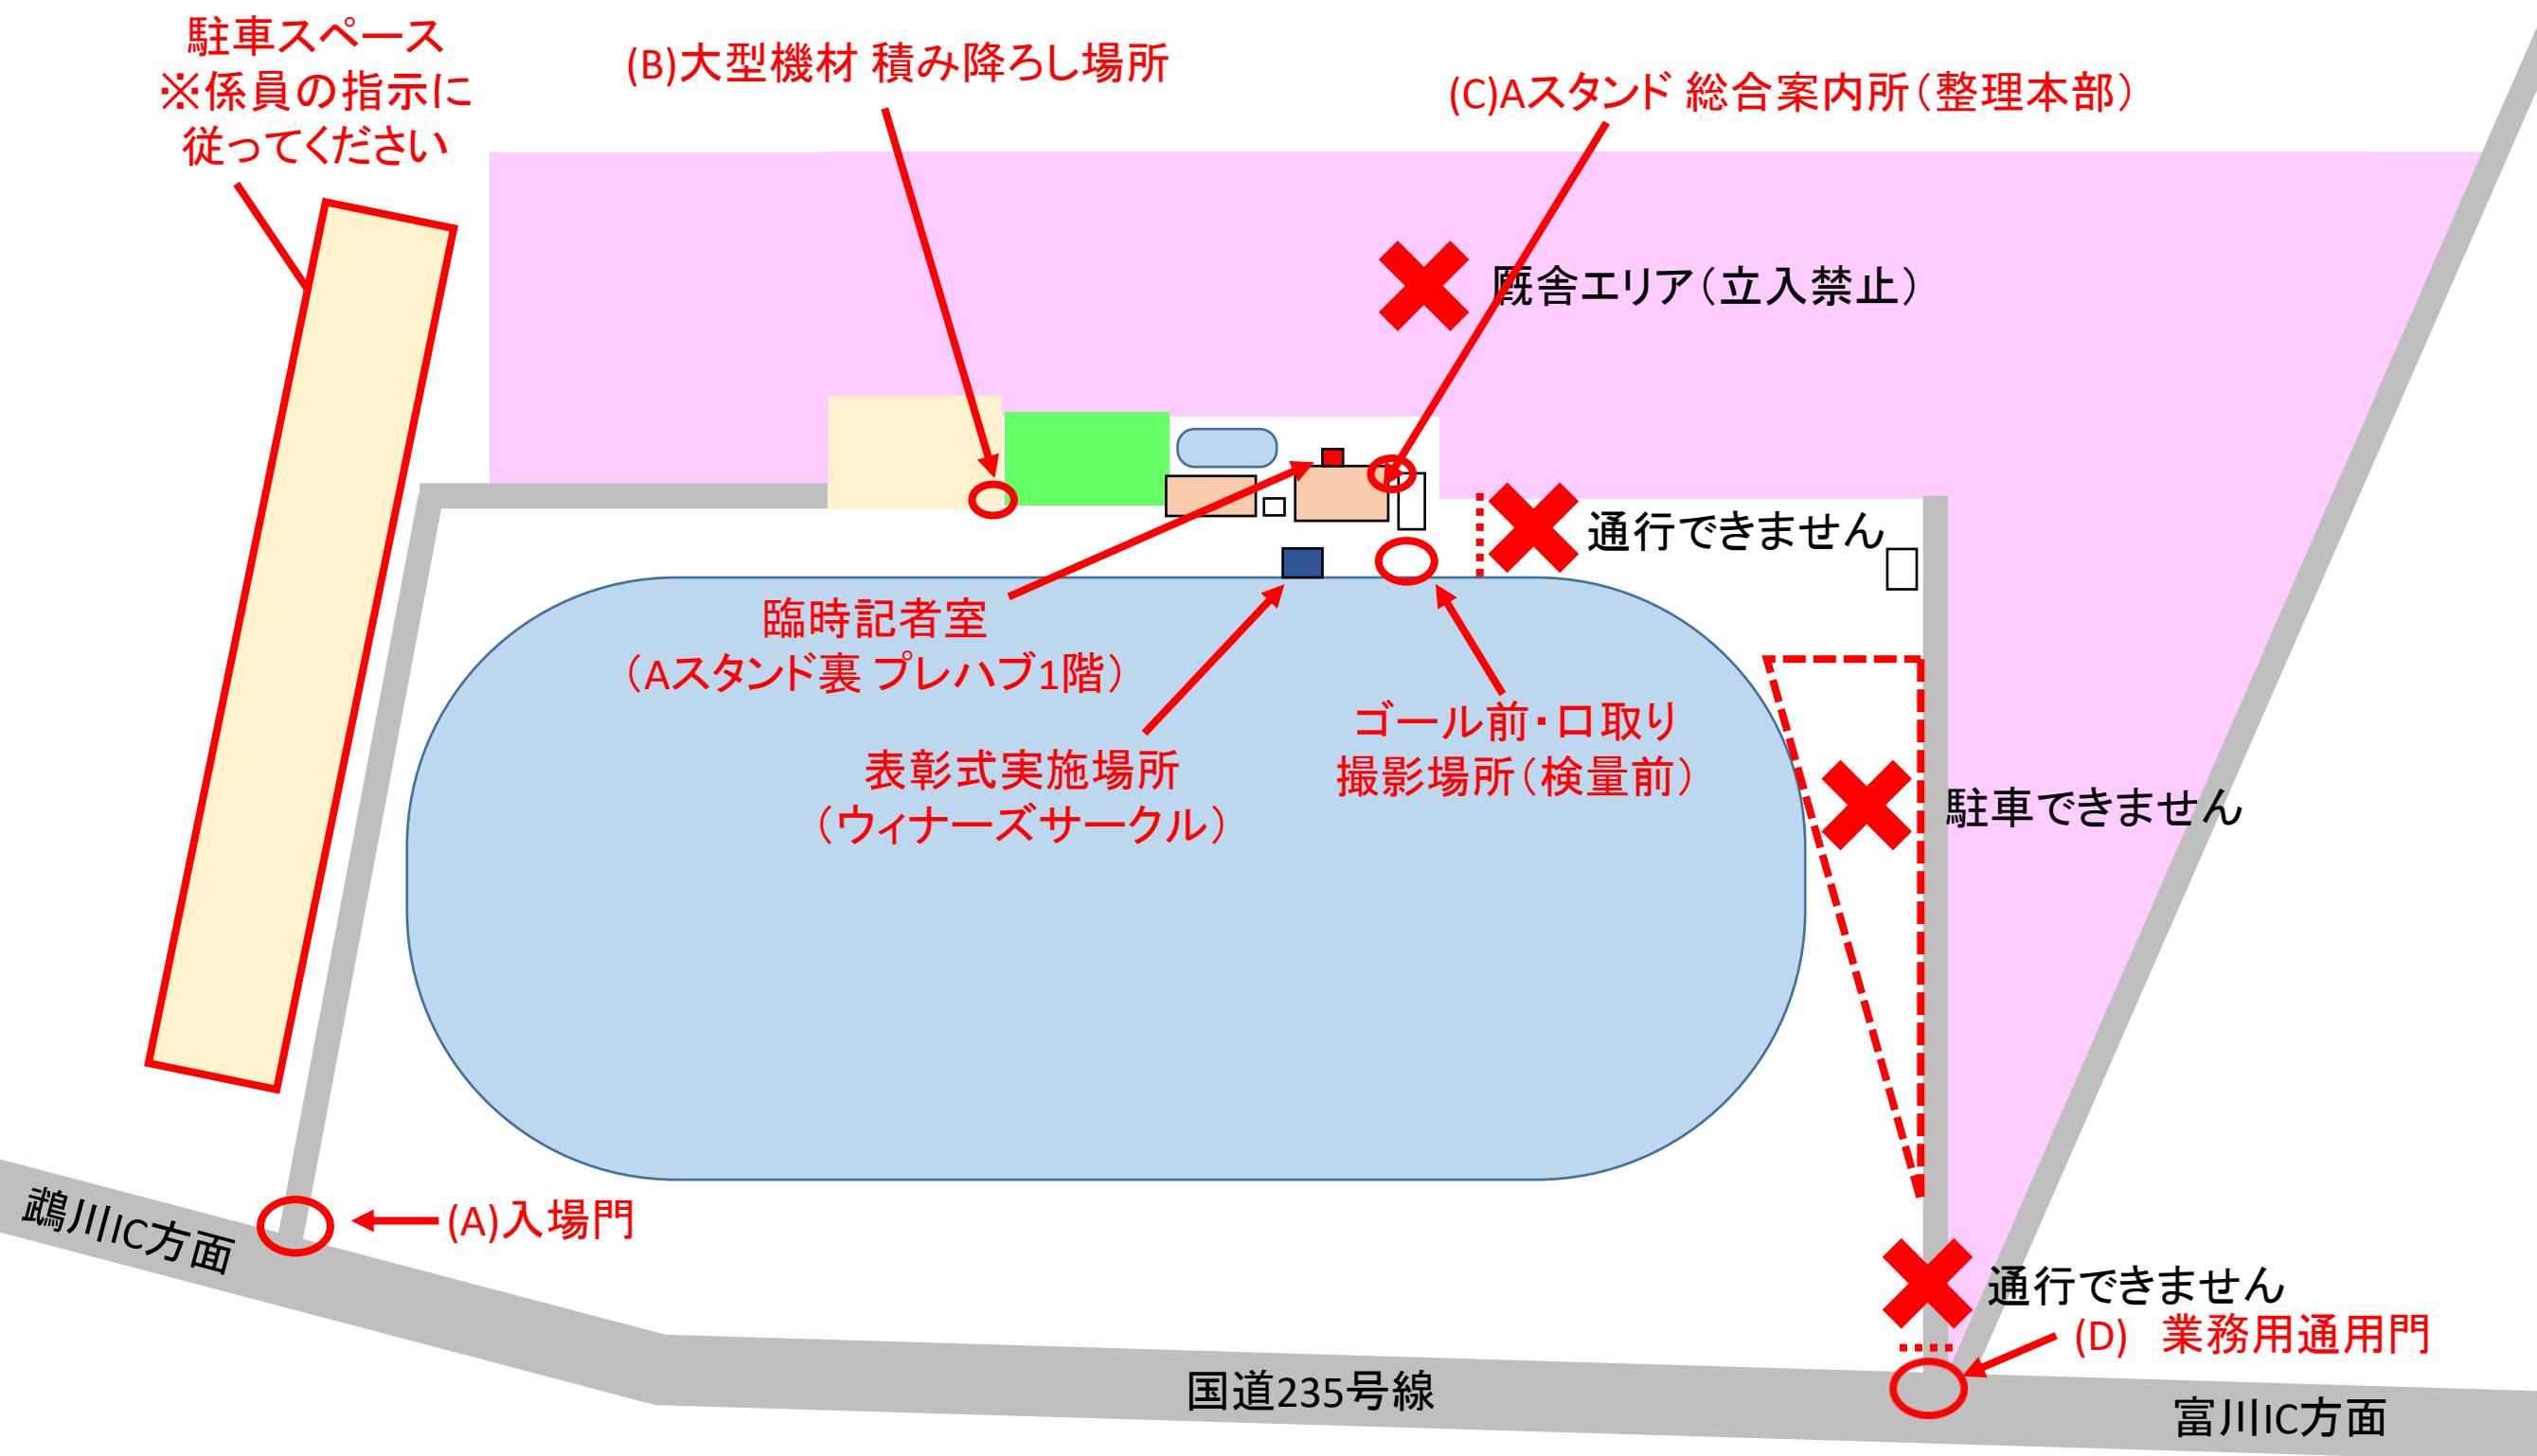 駐車スペース
※係員の指示に
従ってください
(B)大型機材 積み降ろし場所
(C)Aスタンド 総合案内所（整理本部）
厩舎エリア（立入禁止）
通行できません
臨時記者室
（Aスタンド裏 プレハブ1階）
ゴール前・口取り
撮影場所（検量前）
表彰式実施場所
（ウィナーズサークル）
駐車できません
(A)入場門
鵡川IC方面
通行できません
(D)　業務用通用門
国道235号線
富川IC方面